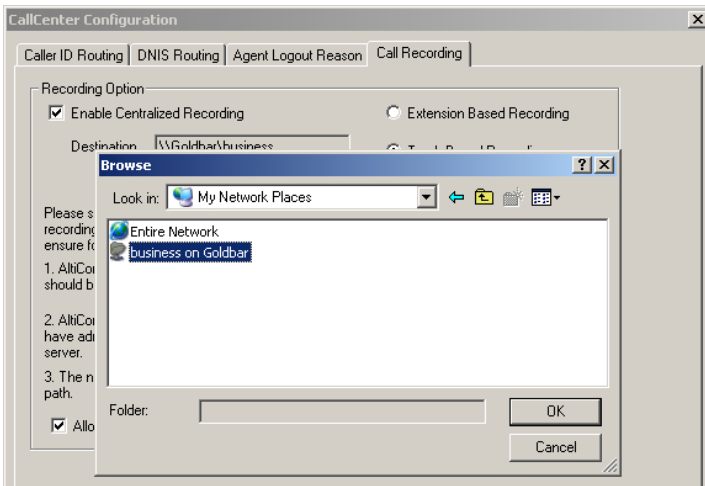 CallCenter Configuration
Caller ID Routing DNIS Routing Agent Logout Reason Call Recording
Recording Option
Enable Centralized Recording Extension Based Recording
Destination \\Goldbar\business
Browse
Look in: My Network Places
Entire Network
business on Goldbar
Please s
recording
ensure fo
1. AltiCo
should b
2. AltiCo
have adm
server.
3. The n
path.
Folder: OK
Allo
Cancel